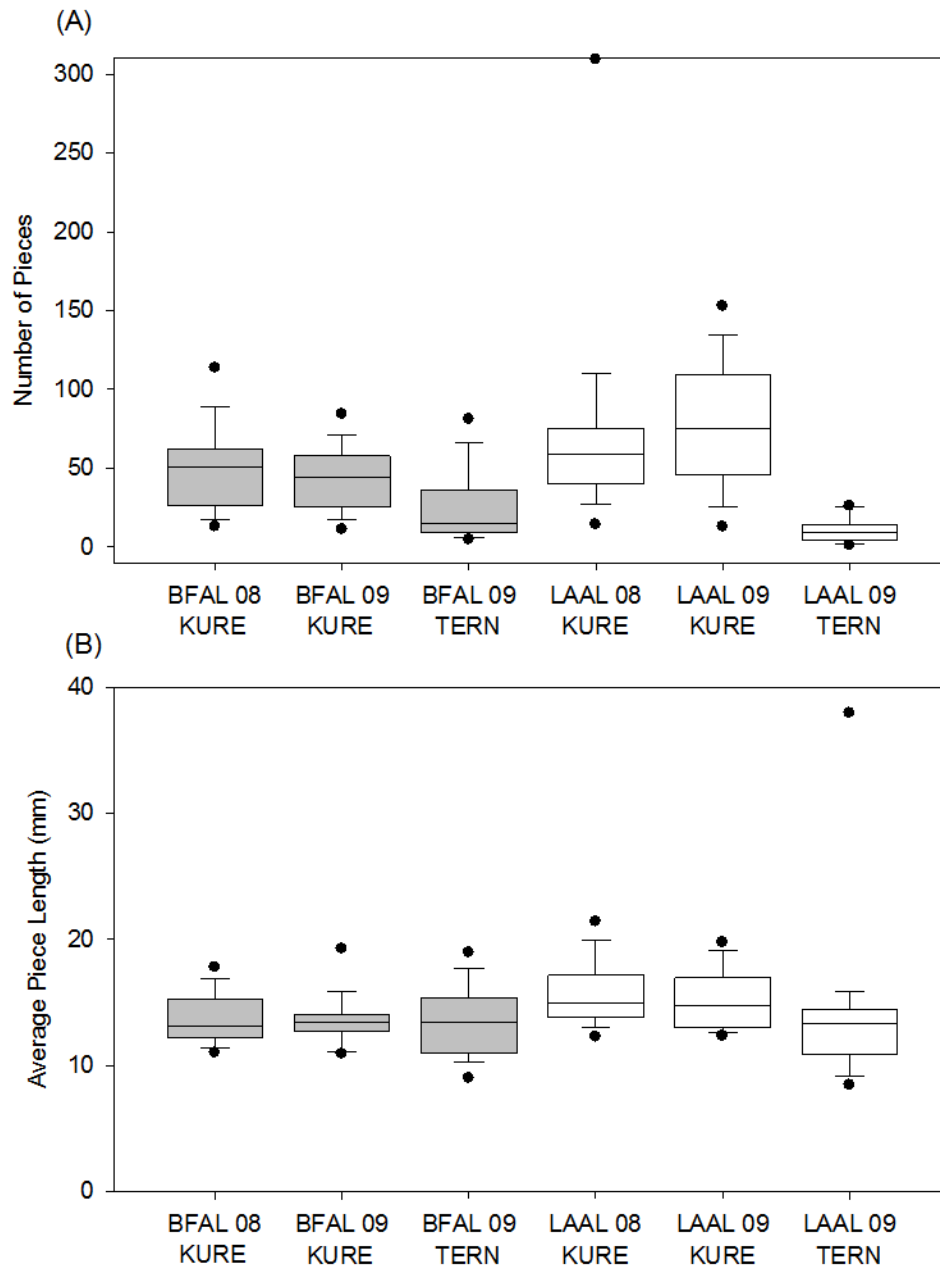 (A)
300
250
200
150
100
50
0
Number of Pieces
BFAL 08 BFAL 09 BFAL 09 LAAL 08 LAAL 09 LAAL 09
KURE KURE TERN KURE KURE TERN
(B)
40
30
20
10
0
Average Piece Length (mm)
BFAL 08 BFAL 09 BFAL 09 LAAL 08 LAAL 09 LAAL 09
KURE KURE TERN KURE KURE TERN